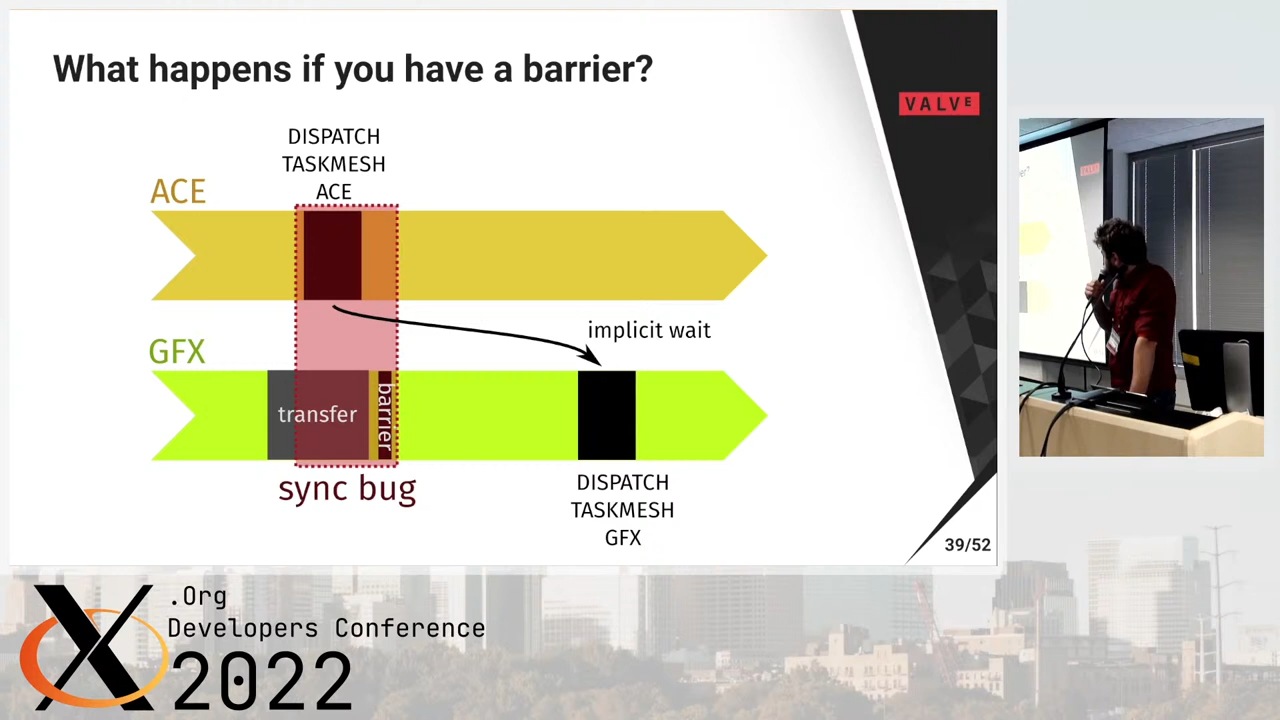 What happens if you have a barrier?
VALVE
DISPATCH
TASKMESH
ACE
ACE
implicit wait
GFX
transfer
barrier
sync bug
DISPATCH
TASKMESH
GFX
39/52
.Org
Developers Conference
X
2022